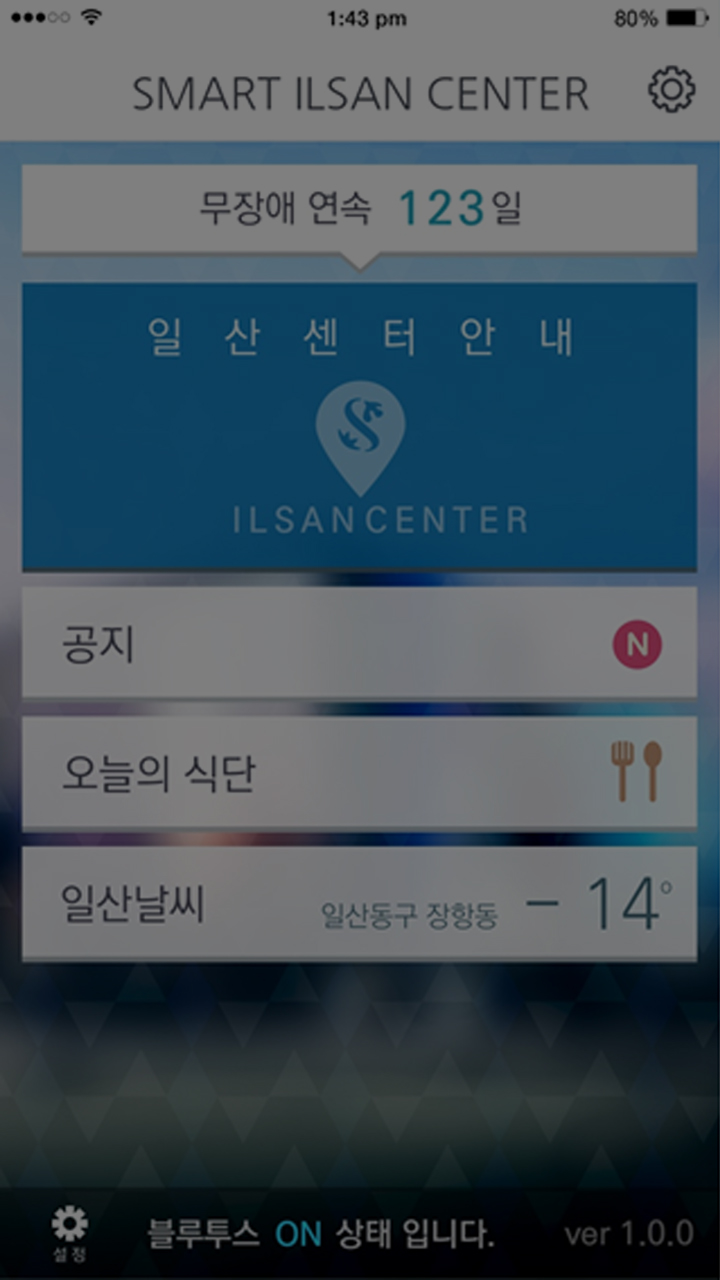 1:43 pm 80%
SMART ILSAN CENTER
무장애 연속 123일
일 산 센 터 안 내
S
ILSANCENTER
공지 N
오늘의 식단
일산날씨 일산동구 장항동 – 14°
설정 블루투스 ON 상태 입니다. ver 1.0.0